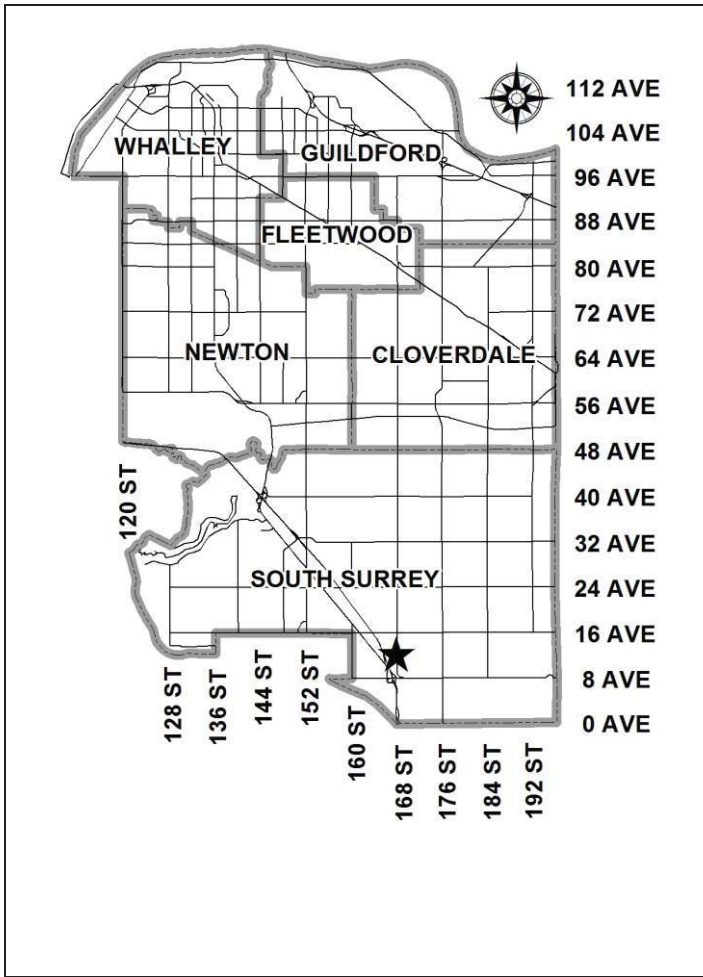 112 AVE
104 AVE
WHALLEY
GUILDFORD
96 AVE
88 AVE
FLEETWOOD
80 AVE
72 AVE
NEWTON
CLOVERDALE
64 AVE
56 AVE
48 AVE
120 ST
40 AVE
32 AVE
SOUTH SURREY
24 AVE
16 AVE
8 AVE
0 AVE
128 ST
136 ST
144 ST
152 ST
160 ST
168 ST
176 ST
184 ST
192 ST